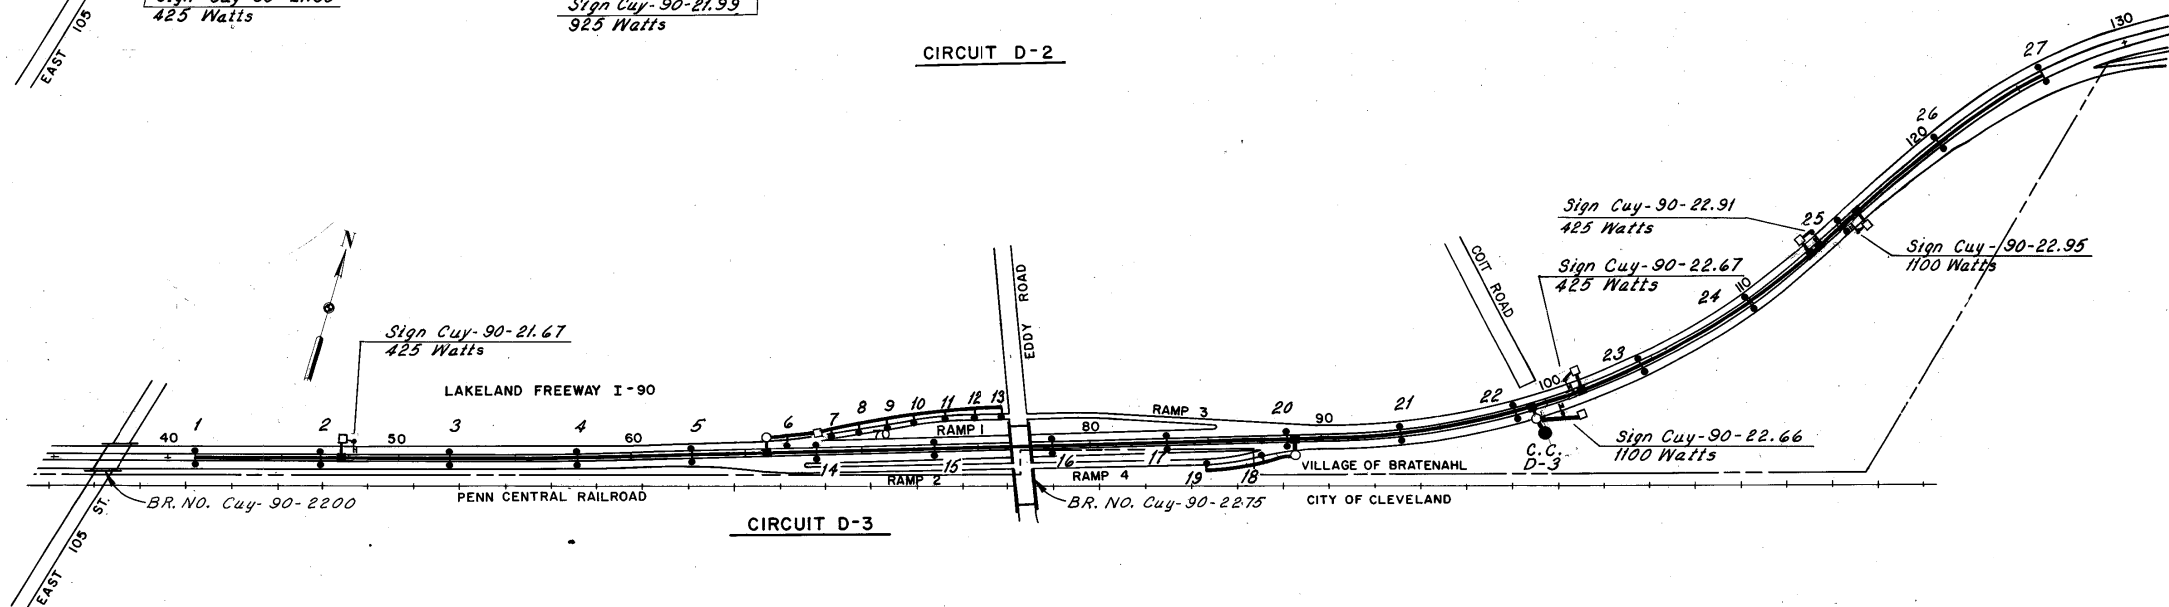 425 Watts
Sign Cuy-90-21.99
925 Watts
EAST 105
CIRCUIT D-2
130
27
26
120
Sign Cuy-90-22.91
425 Watts
25
Sign Cuy-90-22.95
1100 Watts
N
EDDY ROAD
COIT ROAD
Sign Cuy-90-22.67
425 Watts
110
24
Sign Cuy-90-21.67
425 Watts
LAKELAND FREEWAY I-90
23
100
1 2 3 4 5 6 7 8 9 10 11 12 13
RAMP 3
20 21 22
40 50 60 70 RAMP 1 80 90
Sign Cuy-90-22.66
1100 Watts
C.C.
D-3
14 15 16 17
RAMP 2
RAMP 4
19 18
VILLAGE OF BRATENAHL
BR. NO. Cuy-90-2200
PENN CENTRAL RAILROAD
BR. NO. Cuy-90-2275
CITY OF CLEVELAND
EAST 105 ST.
CIRCUIT D-3